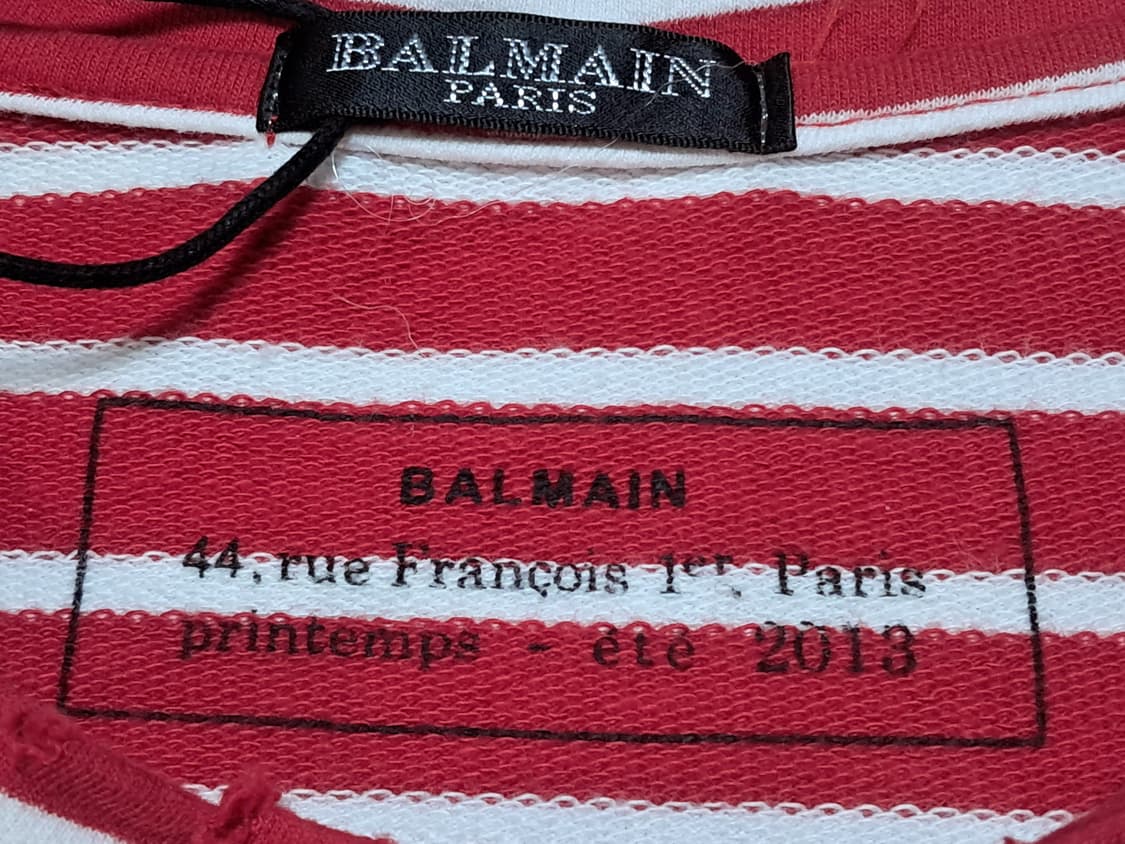 BALMAIN
PARIS
BALMAIN
44, rue François 1er, Paris
printemps - été 2013